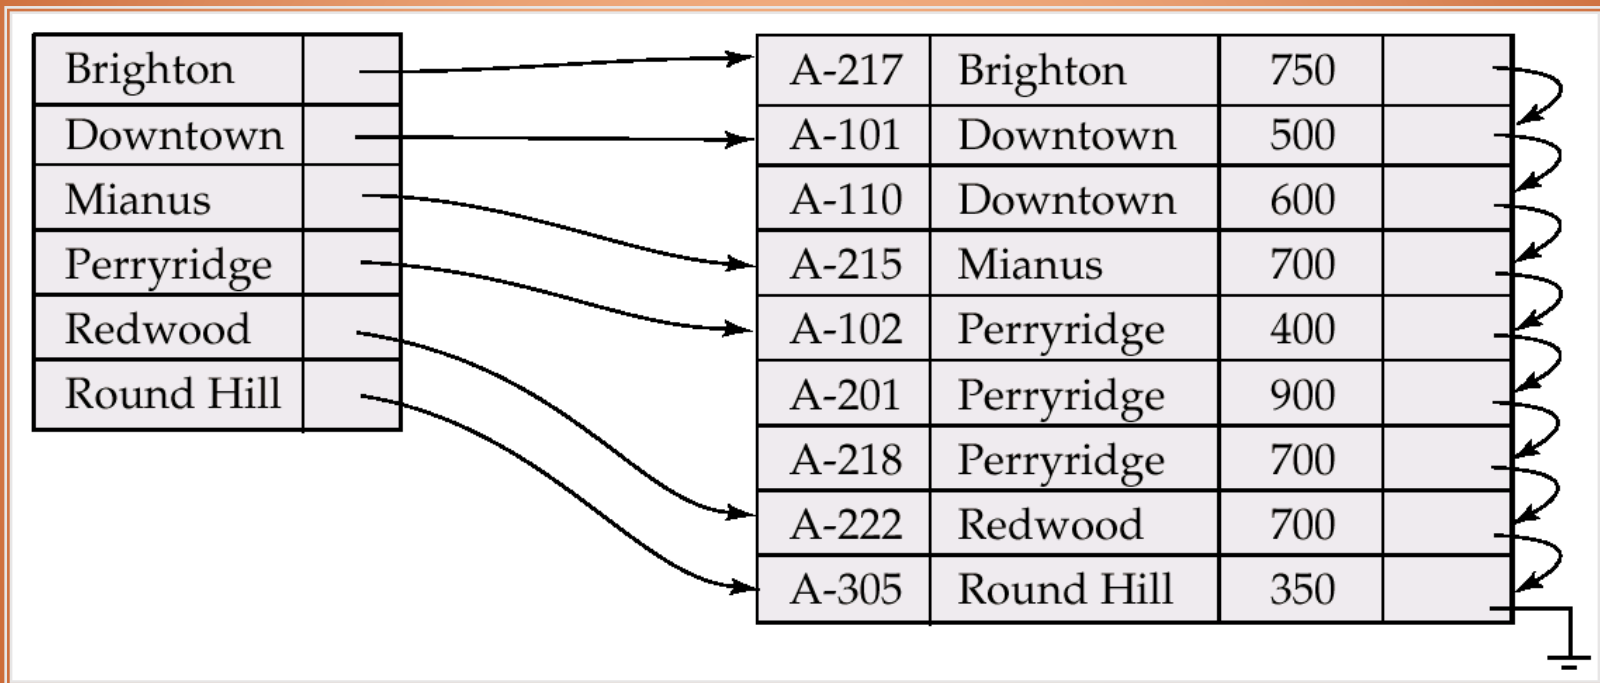 Brighton
Downtown
Mianus
Perryridge
Redwood
Round Hill
A-217 Brighton 750
A-101 Downtown 500
A-110 Downtown 600
A-215 Mianus 700
A-102 Perryridge 400
A-201 Perryridge 900
A-218 Perryridge 700
A-222 Redwood 700
A-305 Round Hill 350